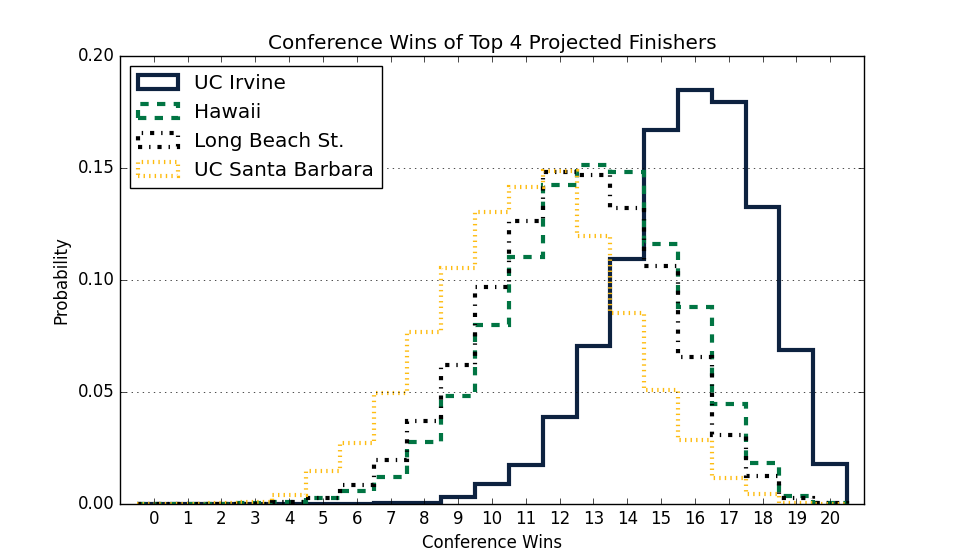 Conference Wins of Top 4 Projected Finishers
0.20
0.15
0.10
0.05
0.00
Probability
UC Irvine
Hawaii
Long Beach St.
UC Santa Barbara
0 1 2 3 4 5 6 7 8 9 10 11 12 13 14 15 16 17 18 19 20
Conference Wins